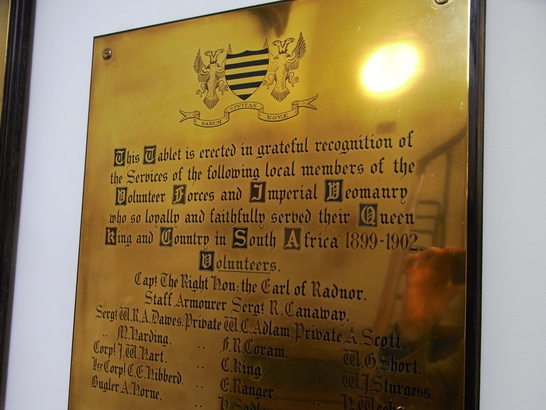 SARUM CIVITAS NOVÆ
This Tablet is erected in grateful recognition of
the Services of the following local members of the
Volunteer Forces and Imperial Yeomanry
who so loyally and faithfully served their Queen
King and Country in South Africa 1899-1902.
Volunteers.
Capt The Right Hon: the Earl of Radnor.
Staff Armourer Sergt R. Canaway.
Sergt W.R.A. Dawes. Private W.C. Adlam Private A. Scott.
" M. Harding. " F.R. Coram. " W.G. Short.
Corpl J.W. Hart. " C. King. " W.J. Sturgess.
Lce Corpl C.E. Hibberd. " E. Ranger
Bugler A. Horne.